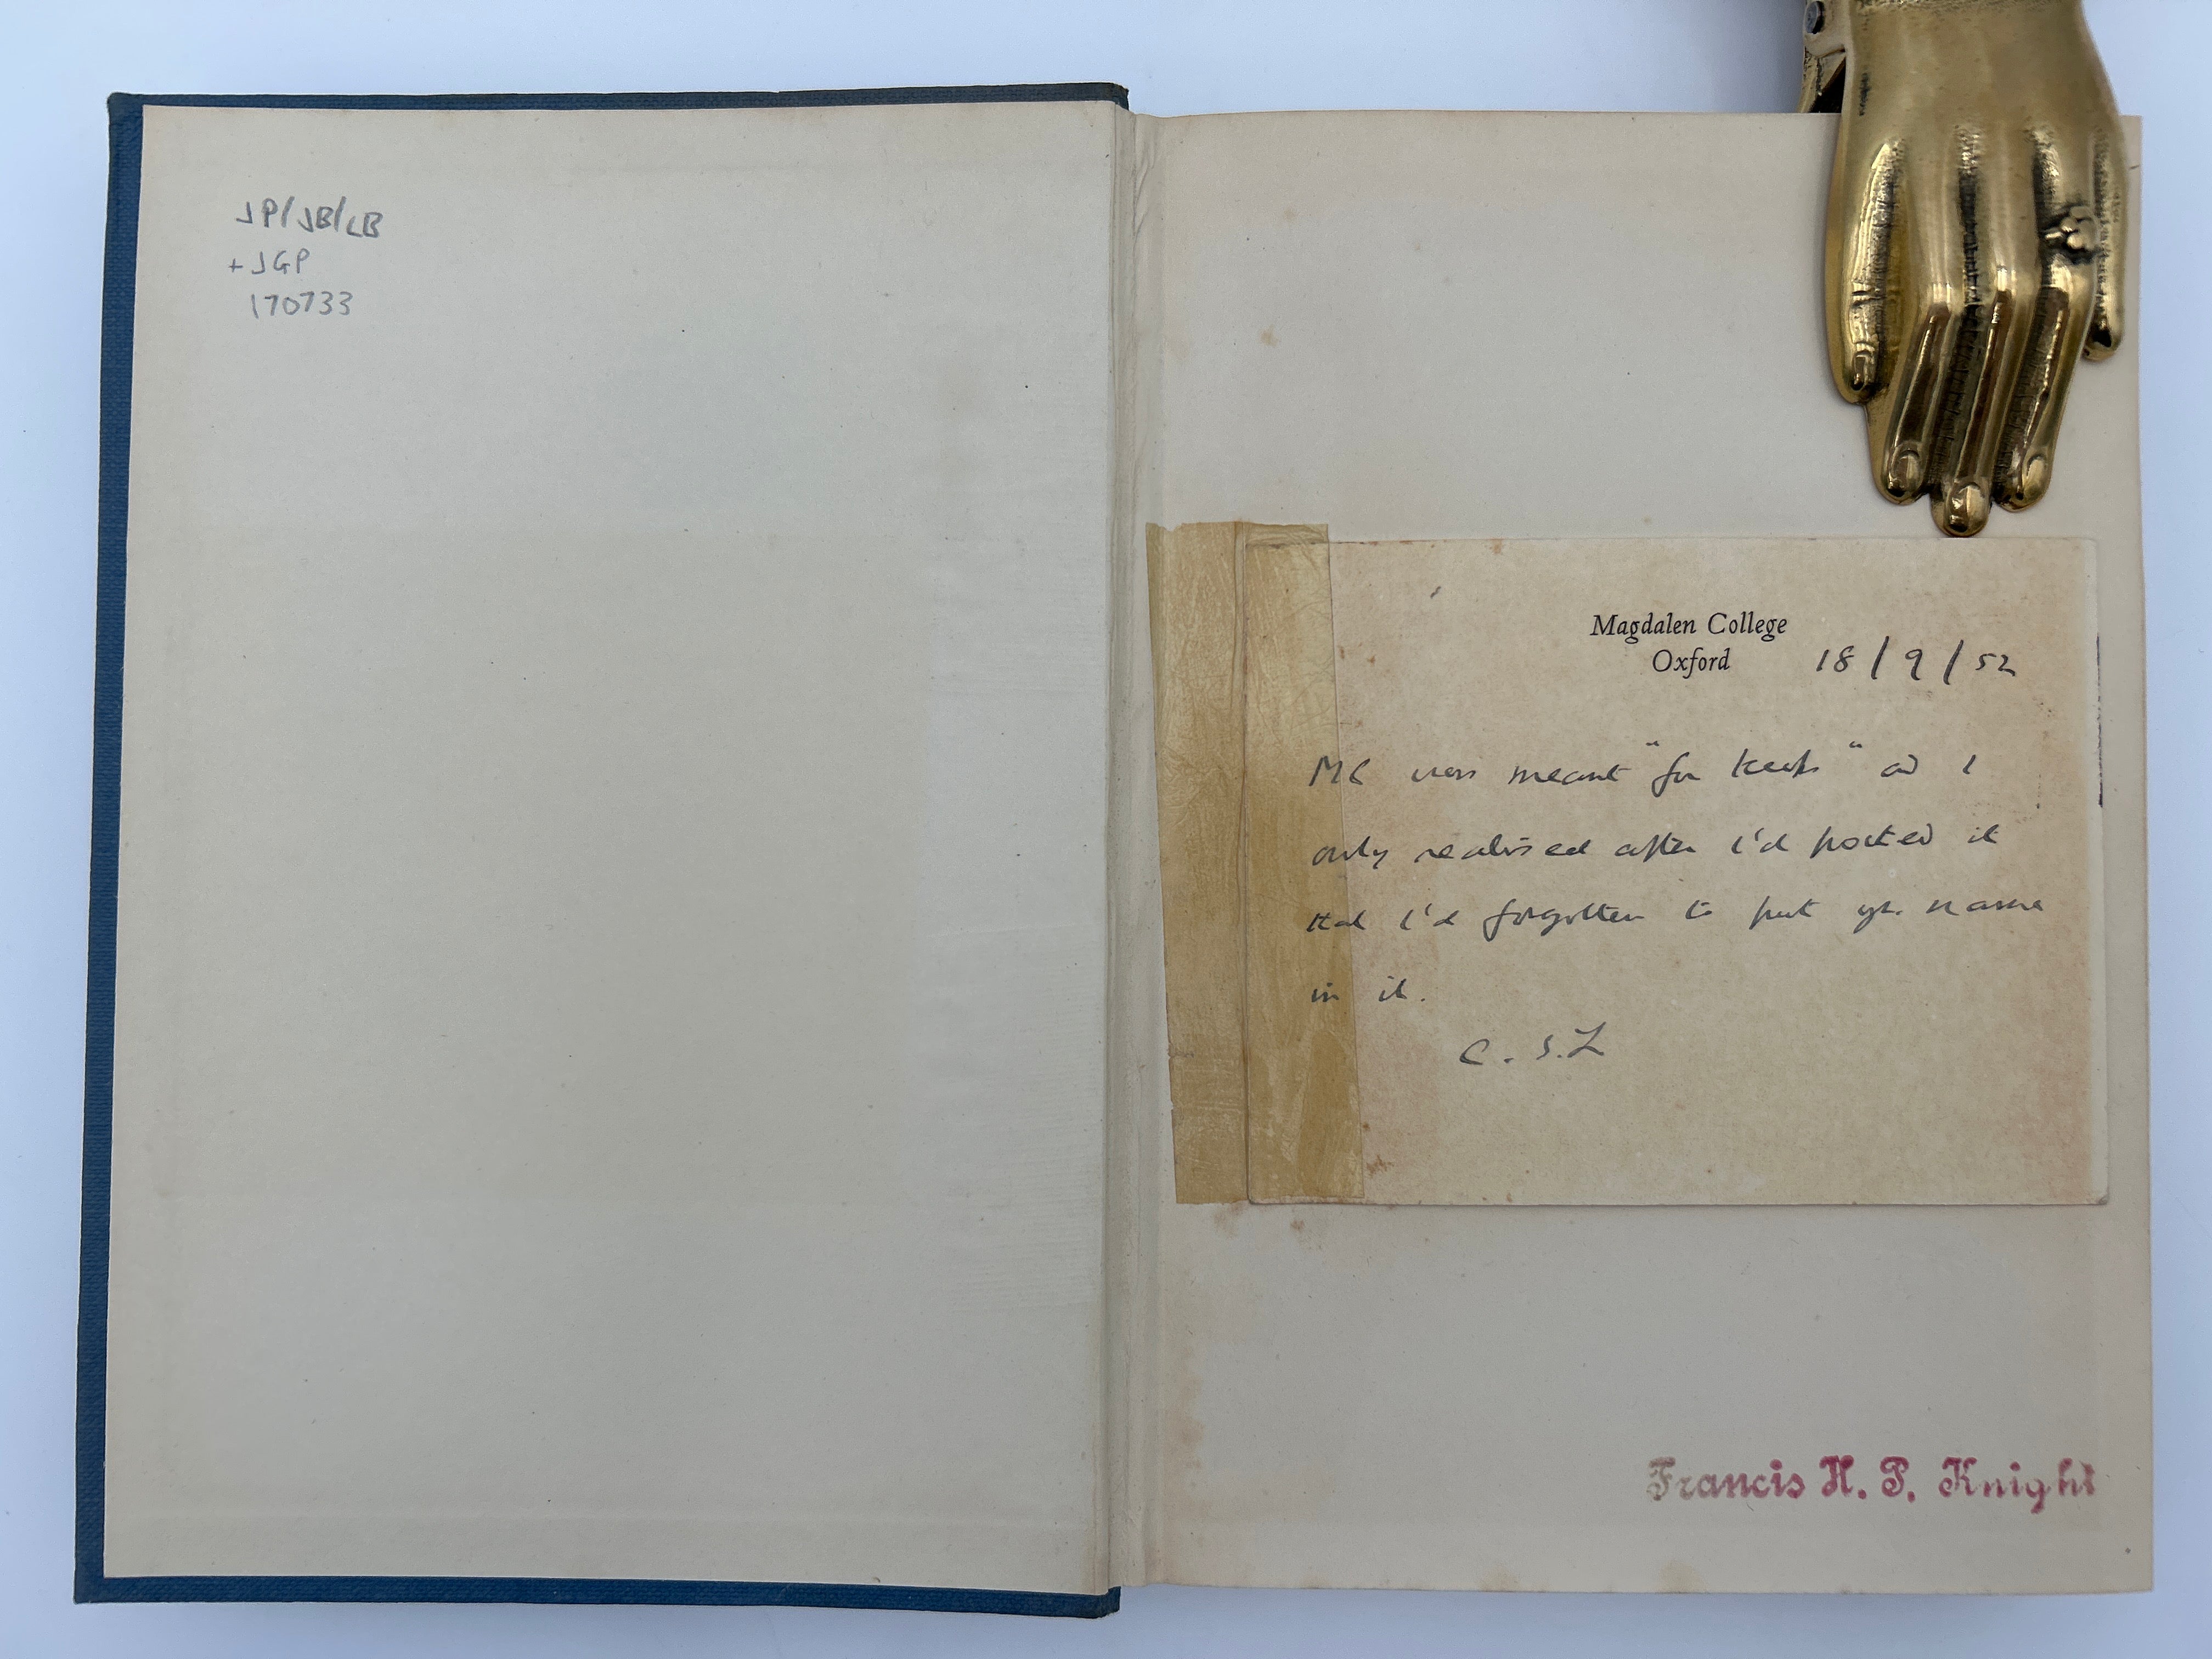 JP/JB/LB
+ JGP
170733
Magdalen College
Oxford 18/9/52
MC was meant "for keeps" and I
only realised after I'd posted it
that I'd forgotten to put yr. name
in it.
C.S.L
Francis H. P. Knight